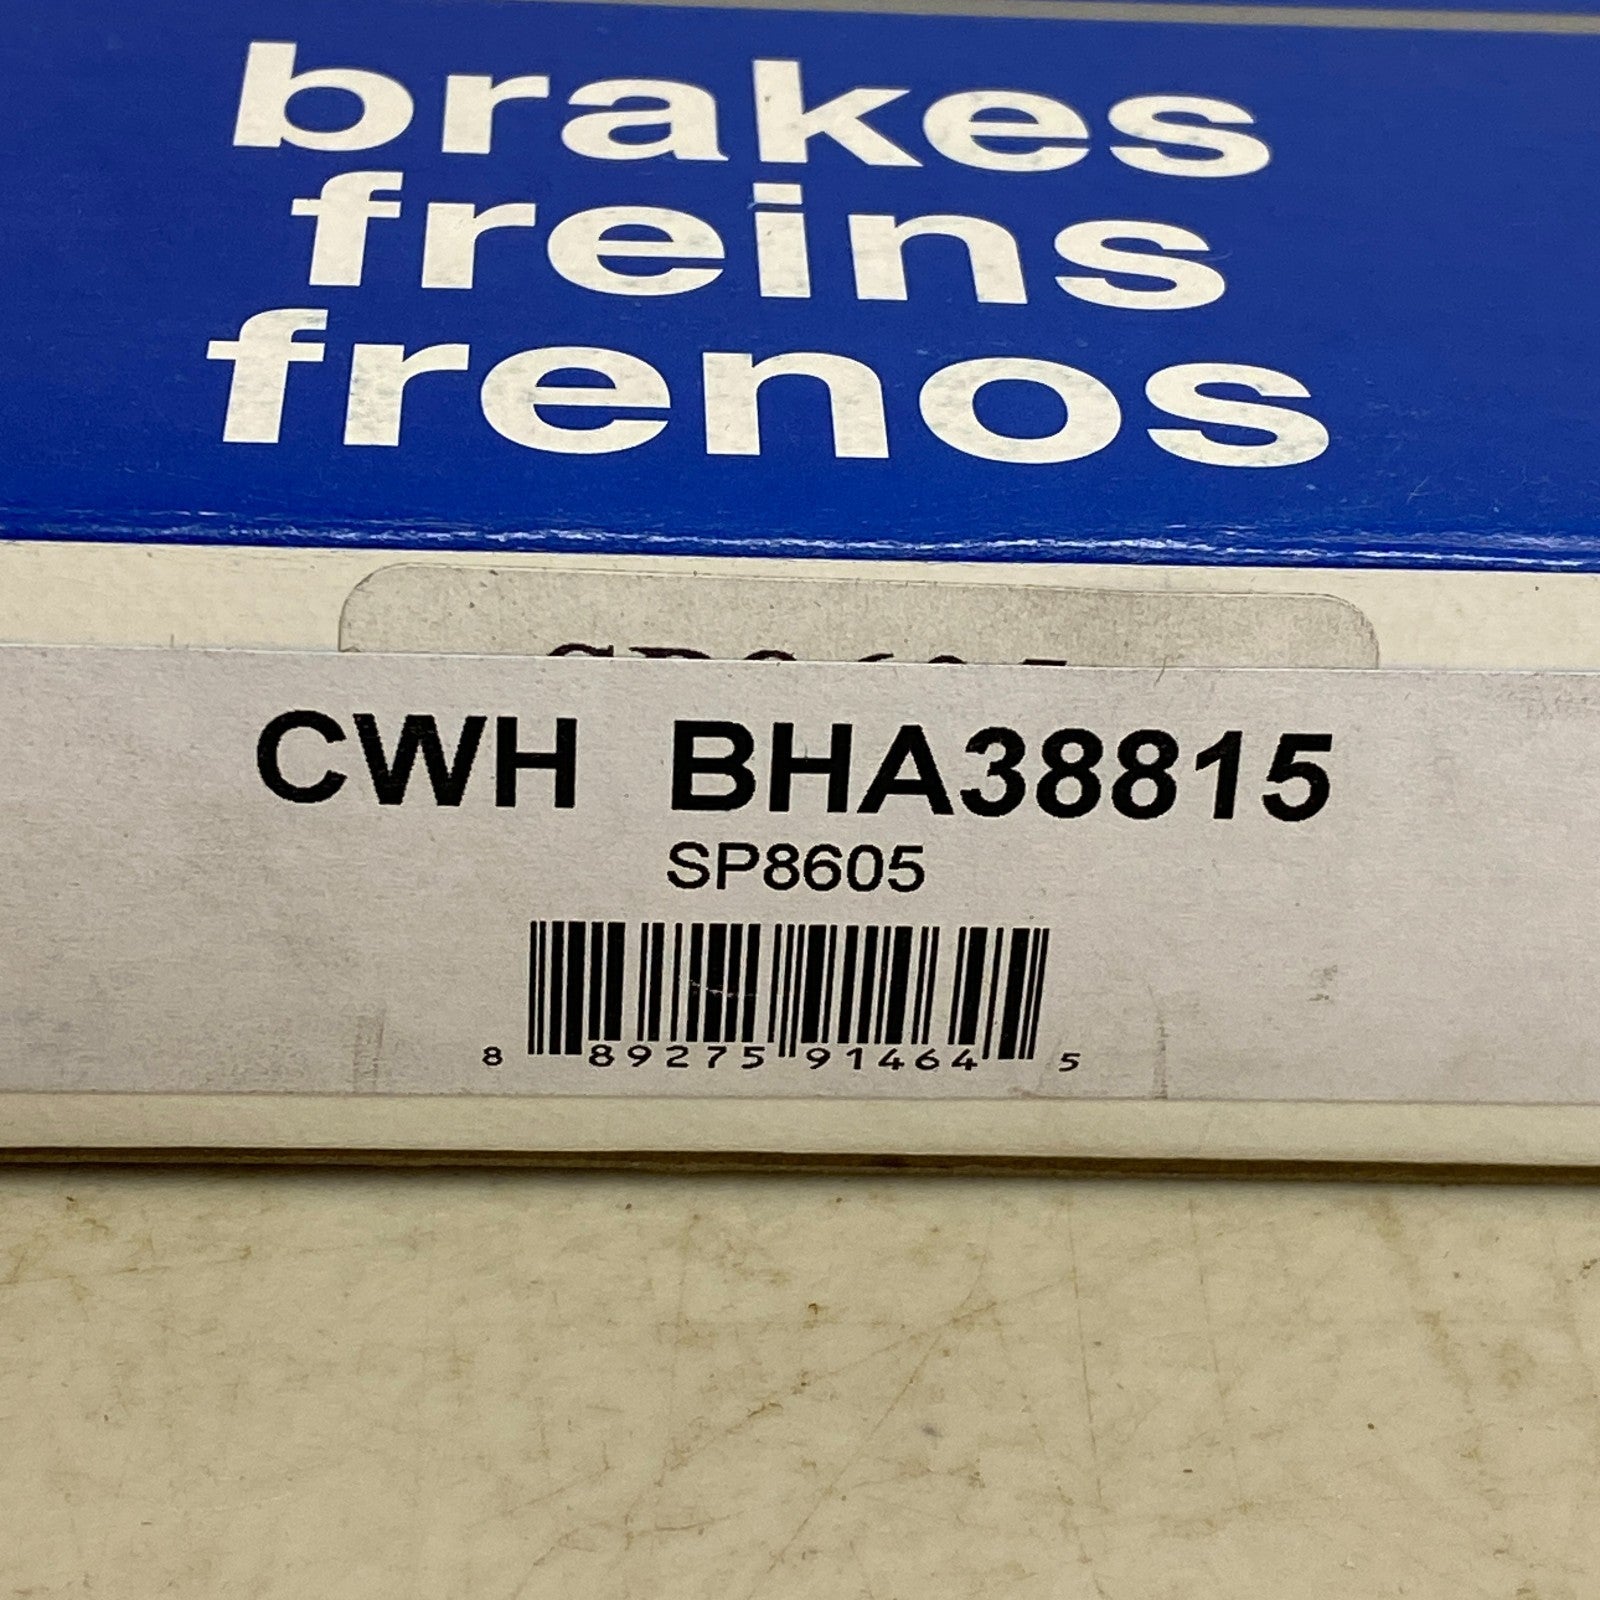 brakes
freins
frenos
CWH BHA38815
SP8605
8 89275 91464 5